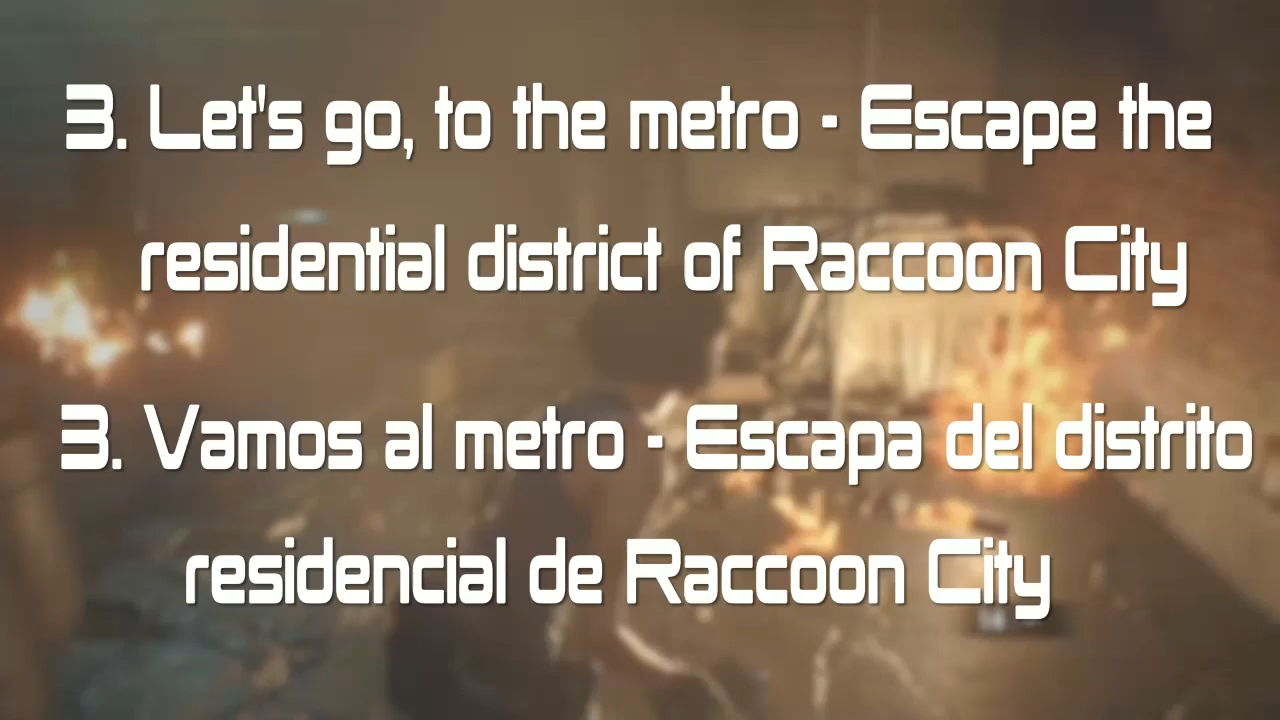 3. Let's go, to the metro - Escape the
residential district of Raccoon City
3. Vamos al metro - Escapa del distrito
residencial de Raccoon City